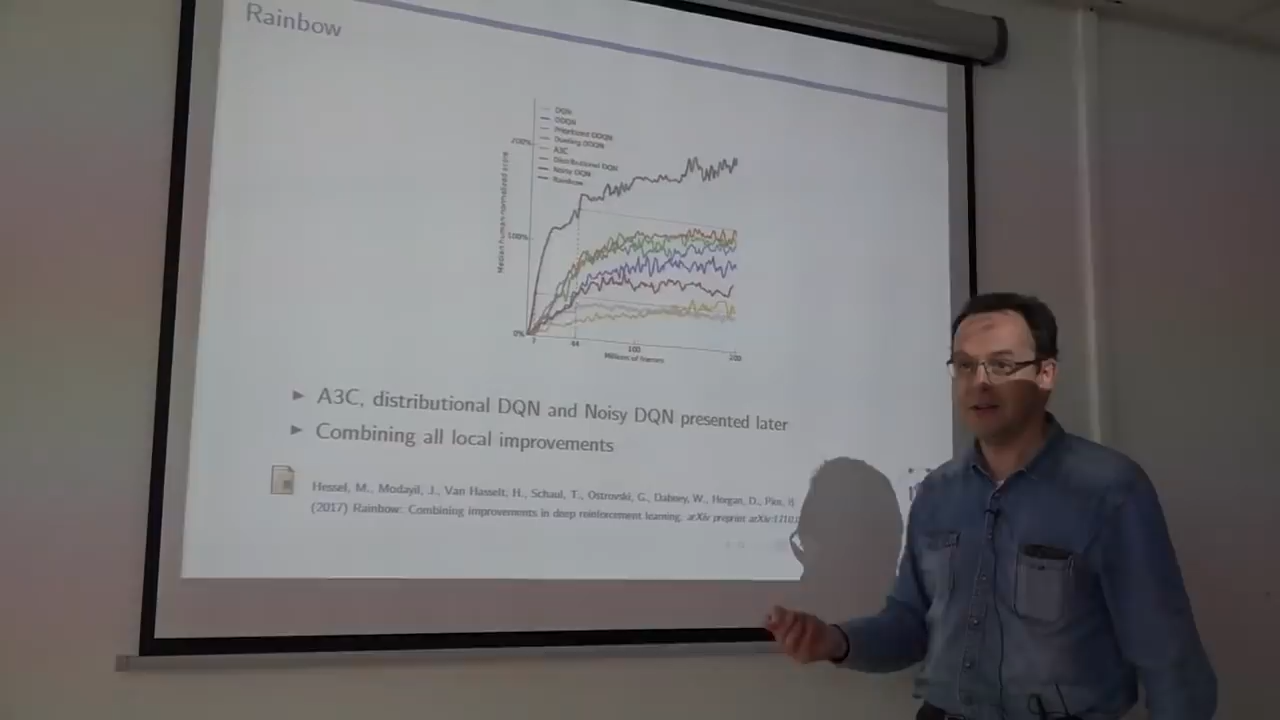 Rainbow
DQN
DDQN
Prioritized DDQN
Dueling DDQN
A3C
Distributional DQN
Noisy DQN
Rainbow
200%
100%
0%
Median human-normalized score
7
44
100
200
Millions of frames
A3C, distributional DQN and Noisy DQN presented later
Combining all local improvements
Hessel, M., Modayil, J., Van Hasselt, H., Schaul, T., Ostrovski, G., Dabney, W., Horgan, D., Piot, B
(2017) Rainbow: Combining improvements in deep reinforcement learning. arXiv preprint arXiv:1710.